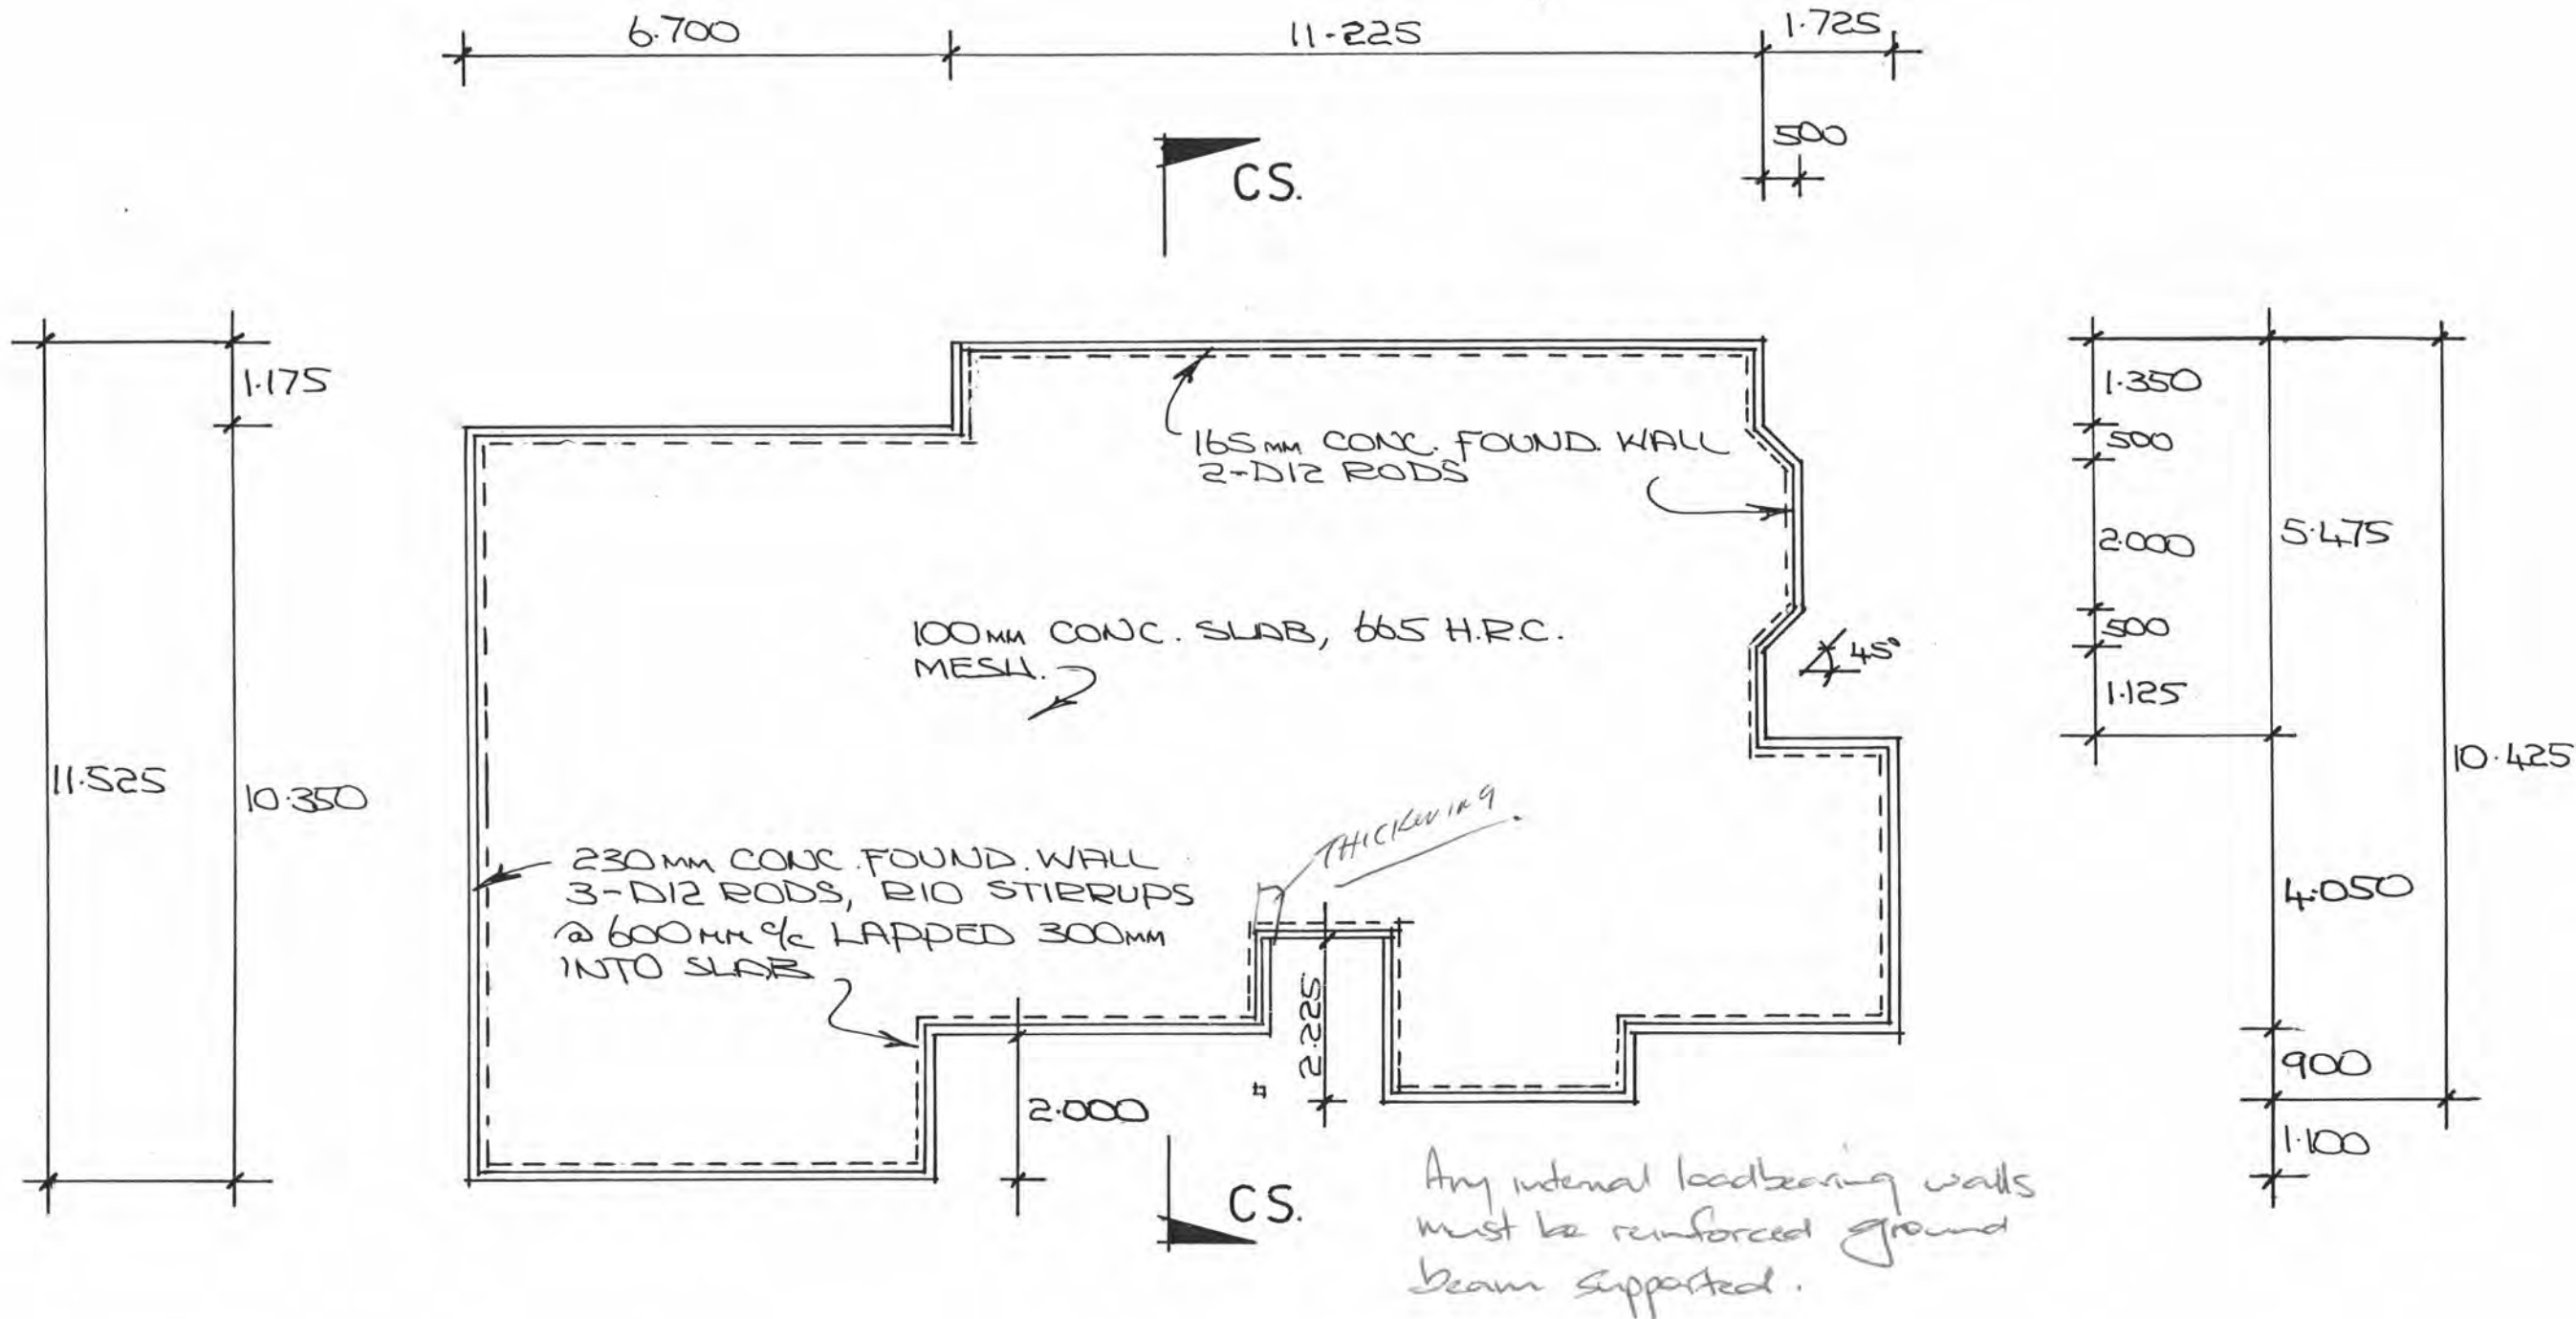 6.700
11-225
1.725
500
CS.
1.175
1.350
500
165 MM CONC. FOUND. WALL
2-D12 RODS
2.000
5.475
100 MM CONC. SLAB, 665 H.R.C.
MESH.
45°
500
1.125
11.525
10.350
10.425
THICKENING
230 MM CONC. FOUND. WALL
3-D12 RODS, R10 STIRRUPS
@ 600 MM c/c LAPPED 300 MM
INTO SLAB
4.050
2.225
900
2.000
1.100
CS.
Any internal loadbearing walls
must be reinforced ground
beam supported.